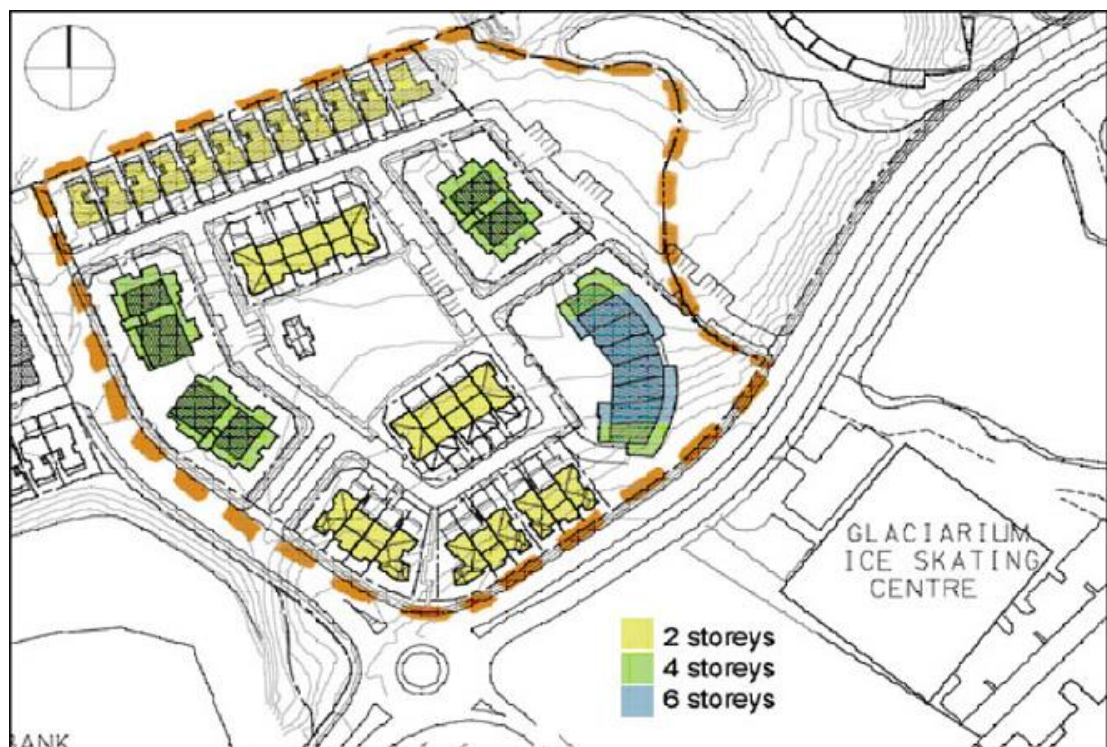 GLACIARIUM
ICE SKATING
CENTRE
2 storeys
4 storeys
6 storeys
BANK